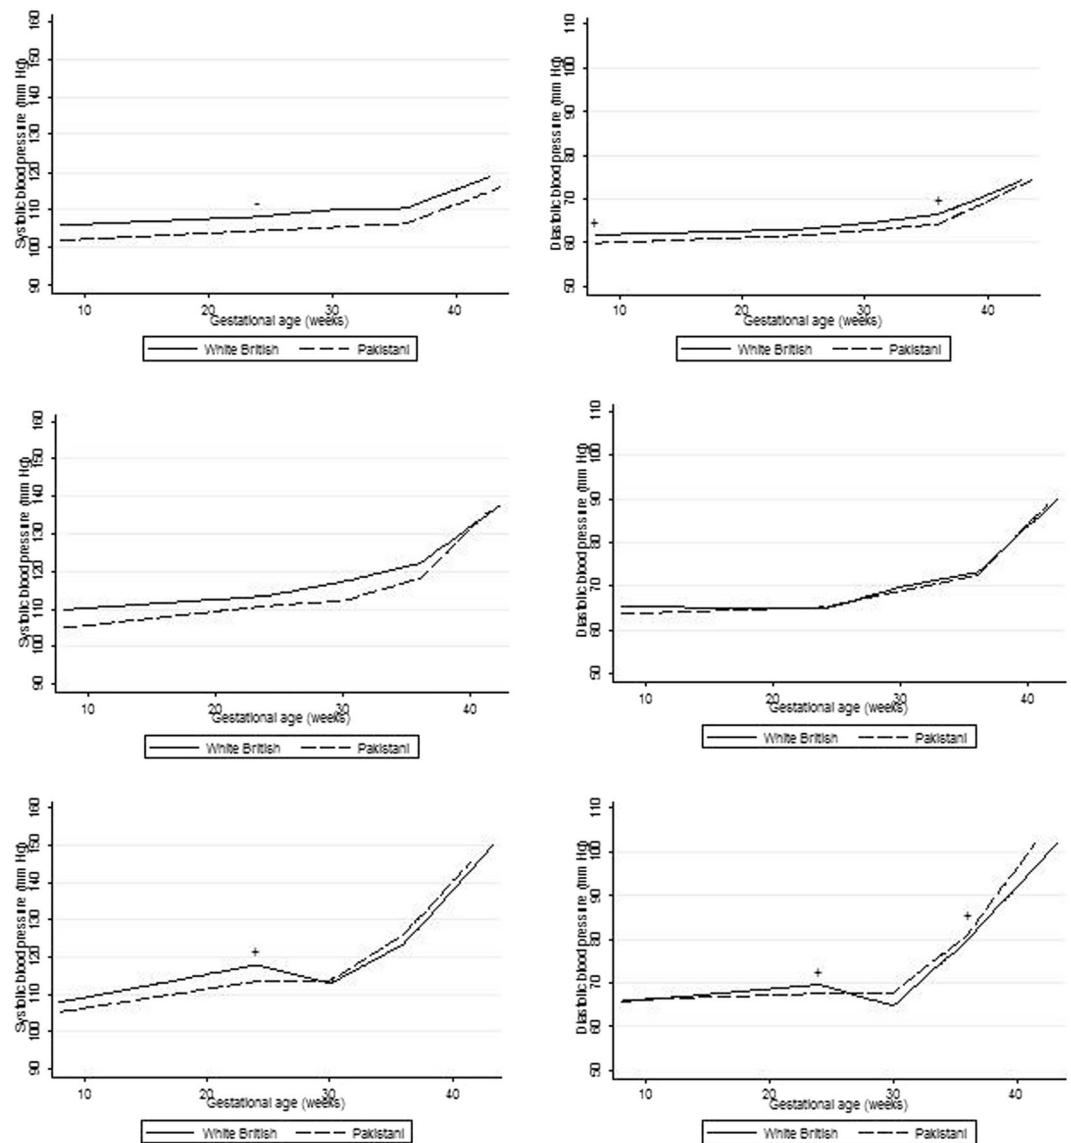 Systolic blood pressure (mm Hg)
90 100 110 120 130 140 150 160
10 20 30 40
Gestational age (weeks)
White British Pakistani
Diastolic blood pressure (mm Hg)
50 60 70 80 90 100 110
10 20 30 40
Gestational age (weeks)
White British Pakistani
Systolic blood pressure (mm Hg)
90 100 110 120 130 140 150 160
10 20 30 40
Gestational age (weeks)
White British Pakistani
Diastolic blood pressure (mm Hg)
50 60 70 80 90 100 110
10 20 30 40
Gestational age (weeks)
White British Pakistani
Systolic blood pressure (mm Hg)
90 100 110 120 130 140 150 160
10 20 30 40
Gestational age (weeks)
White British Pakistani
Diastolic blood pressure (mm Hg)
50 60 70 80 90 100 110
10 20 30 40
Gestational age (weeks)
White British Pakistani